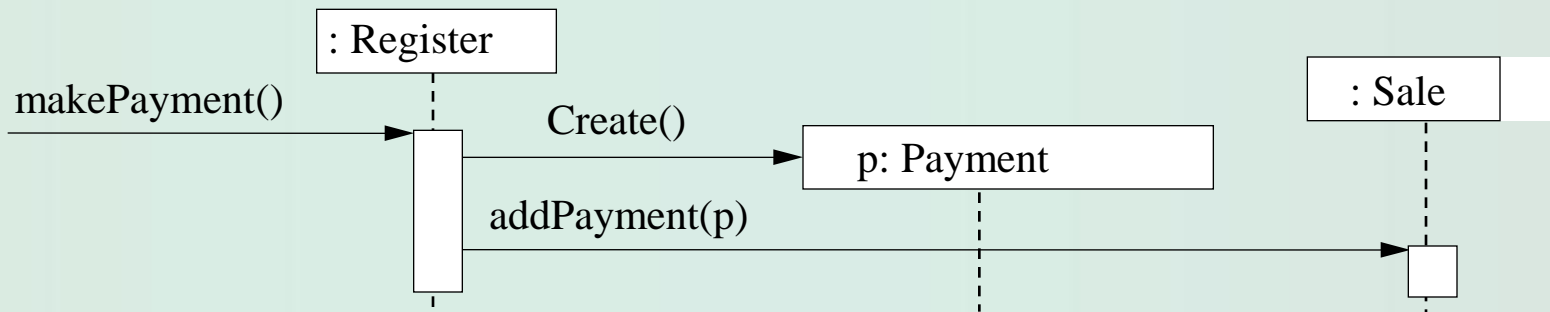 : Register
: Sale
makePayment()
Create()
p: Payment
addPayment(p)